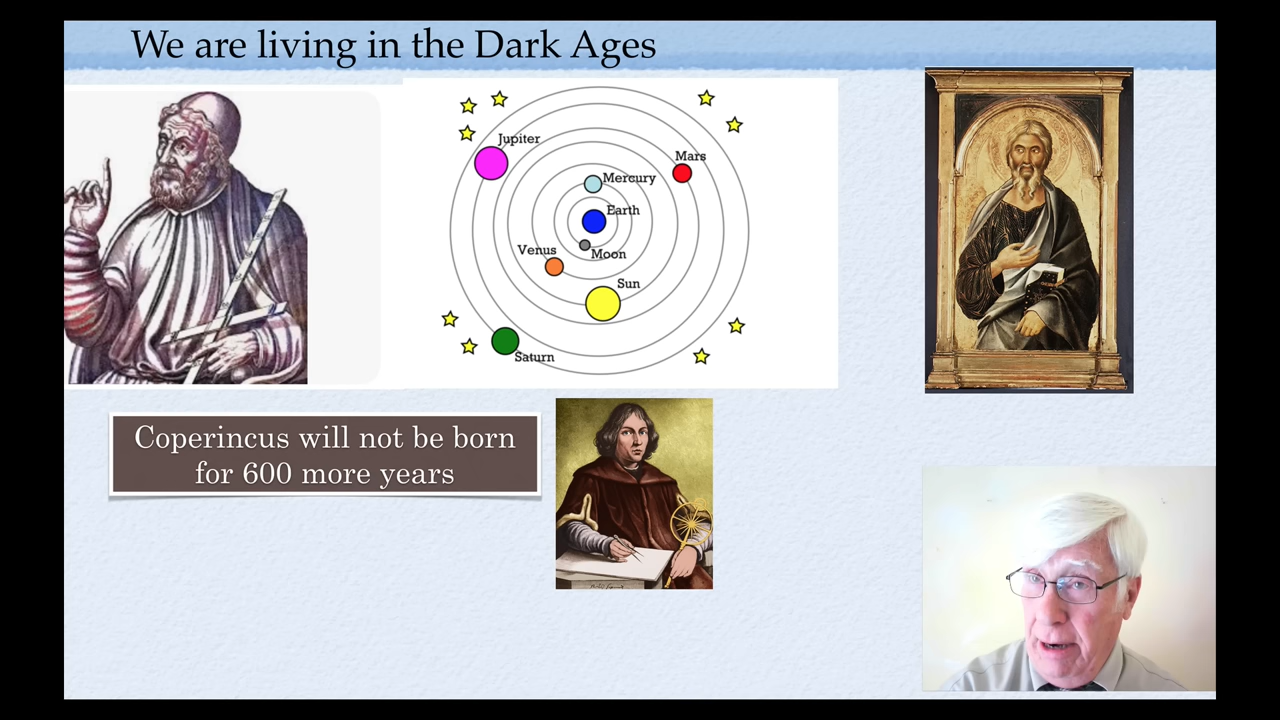 We are living in the Dark Ages
Jupiter
Mars
Mercury
Earth
Venus
Moon
Sun
Saturn
Coperincus will not be born
for 600 more years